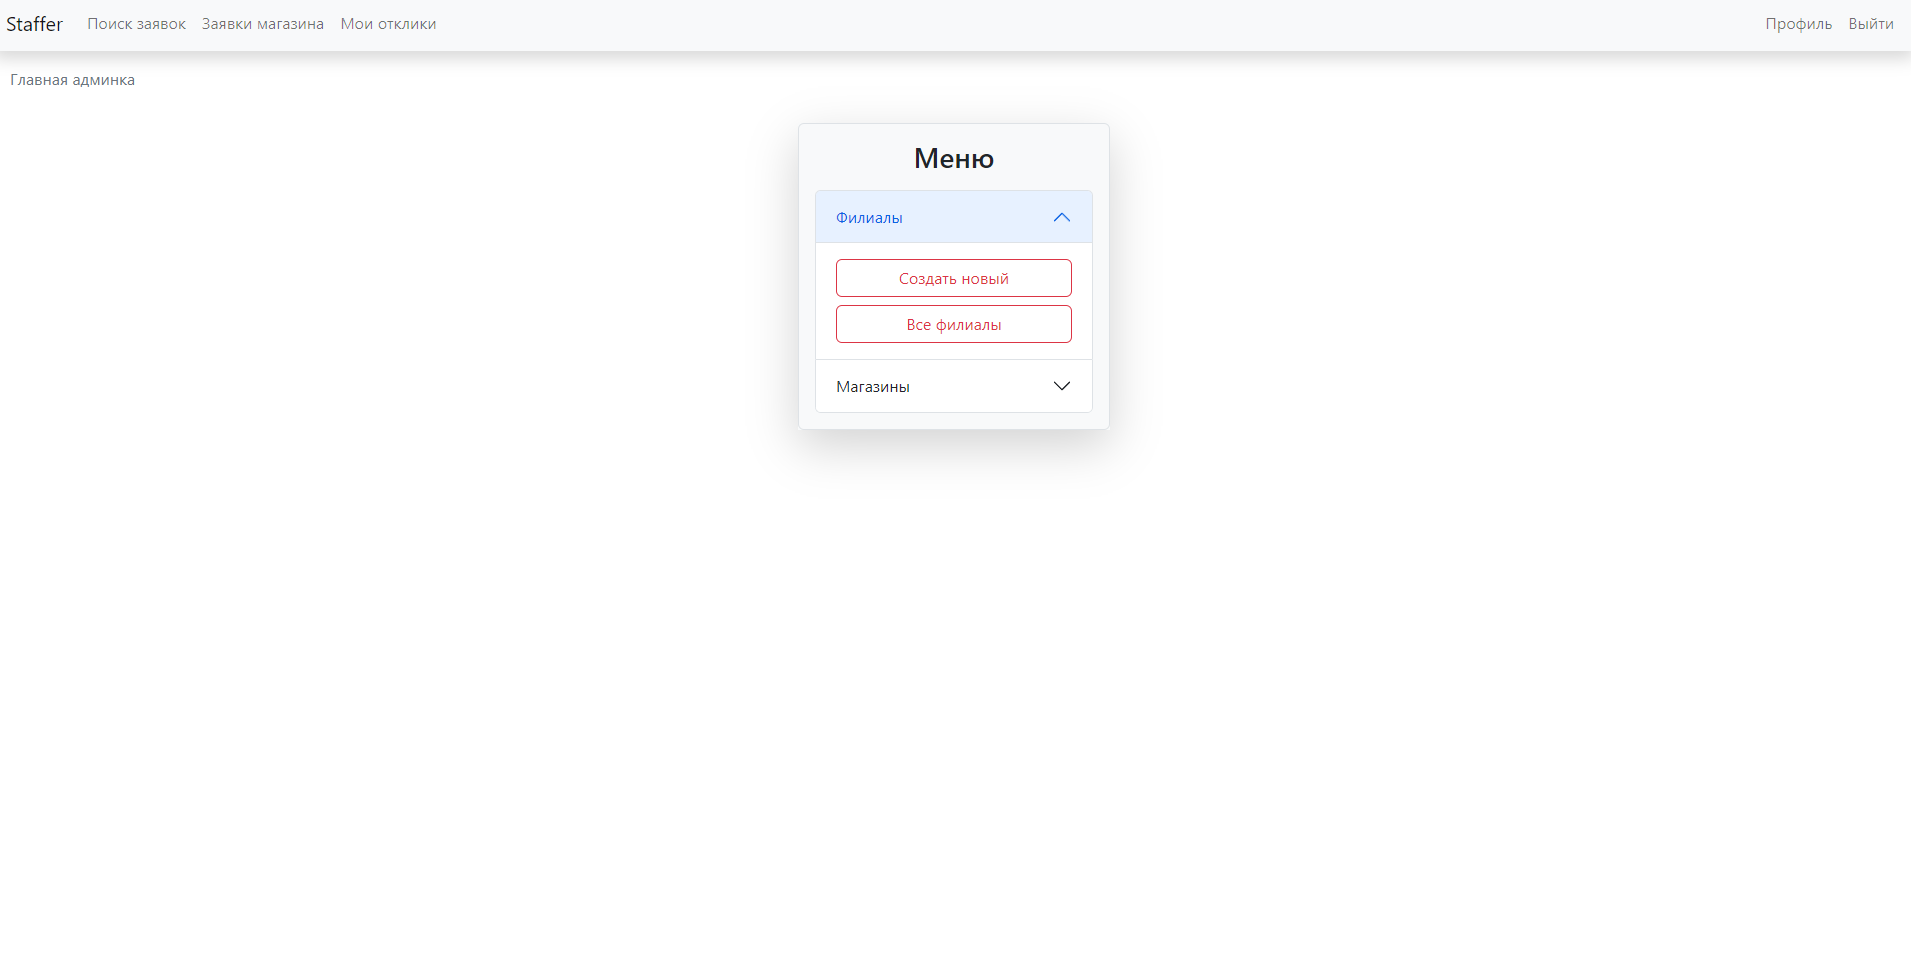 Staffer Поиск заявок Заявки магазина Мои отклики Профиль Выйти
Главная админка
Меню
Филиалы
Создать новый
Все филиалы
Магазины